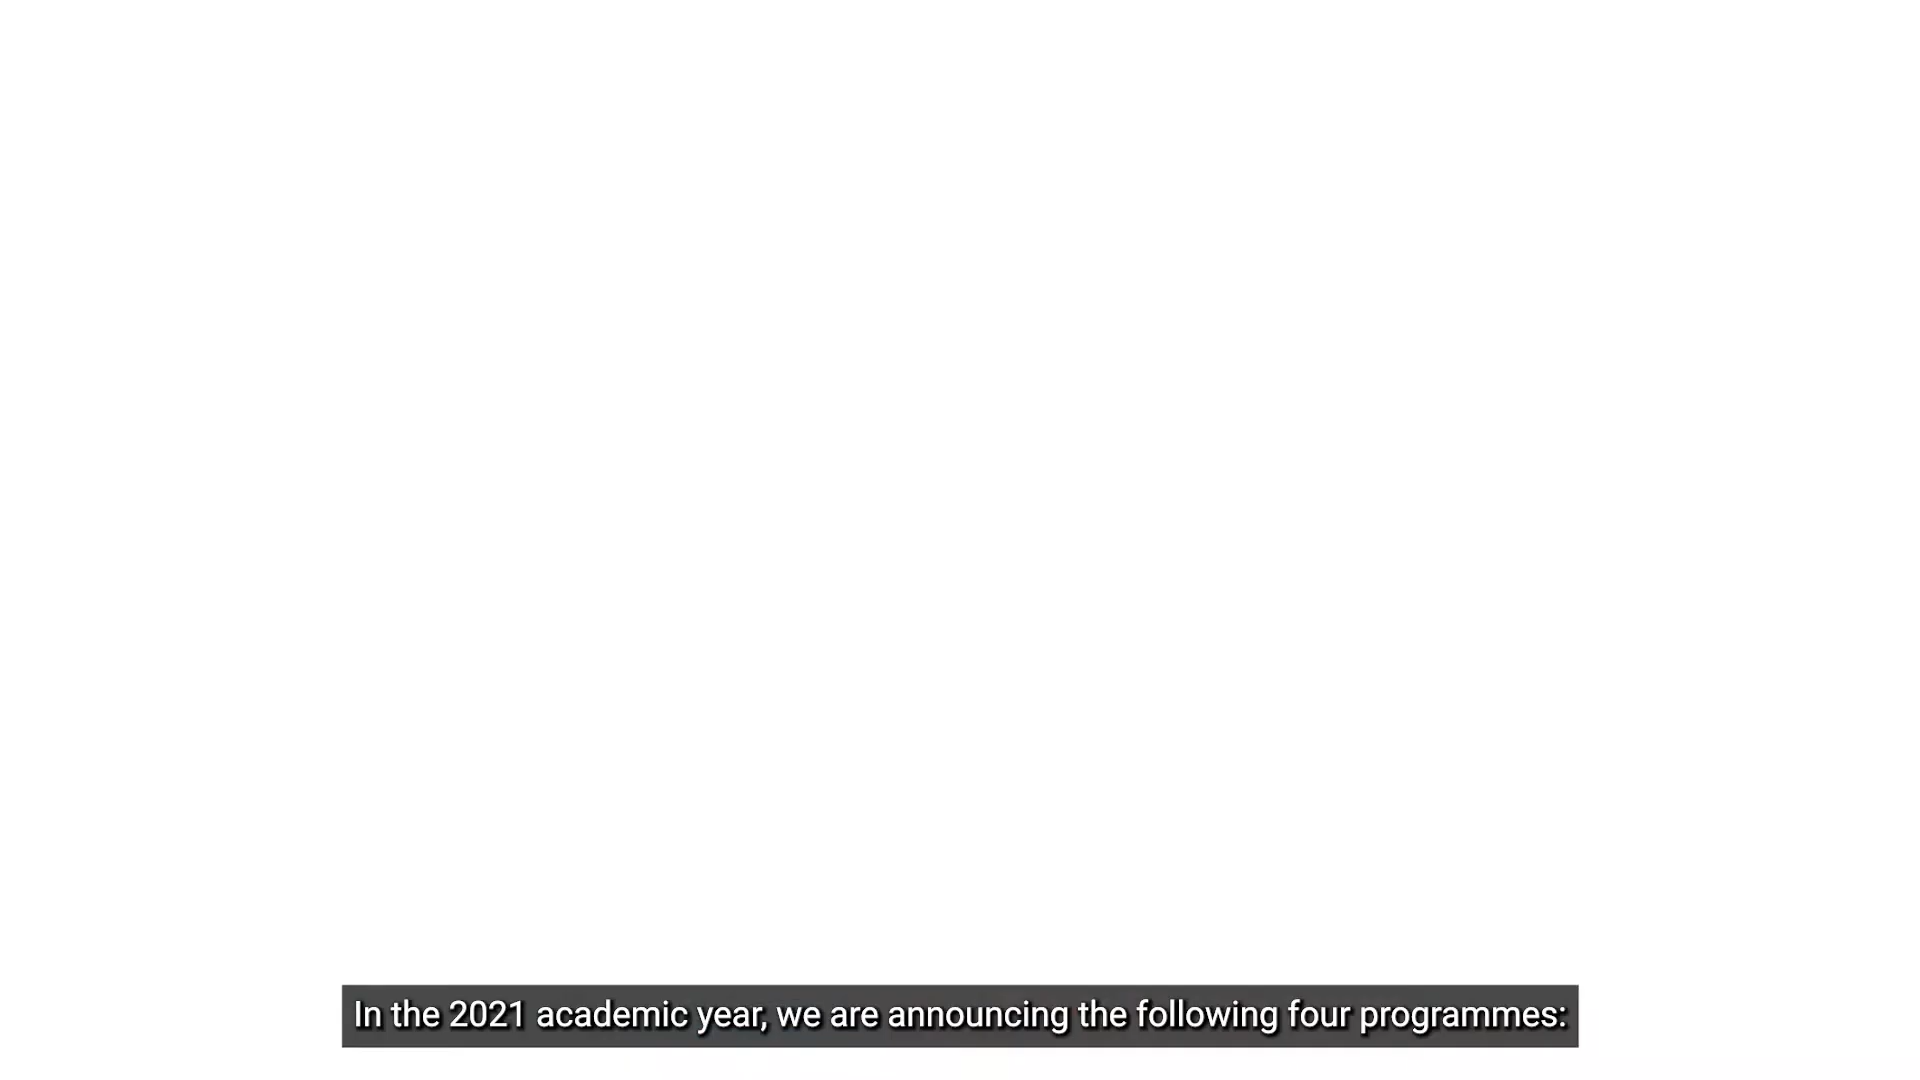 In the 2021 academic year, we are announcing the following four programmes: